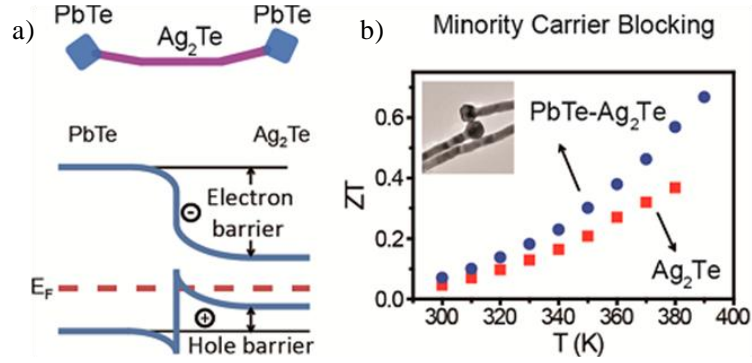 a)
PbTe
Ag₂Te
PbTe
PbTe
Ag₂Te
Electron
barrier
E_F
Hole barrier
b)
Minority Carrier Blocking
ZT
0.6
0.4
0.2
0.0
PbTe-Ag₂Te
Ag₂Te
300 320 340 360 380 400
T (K)